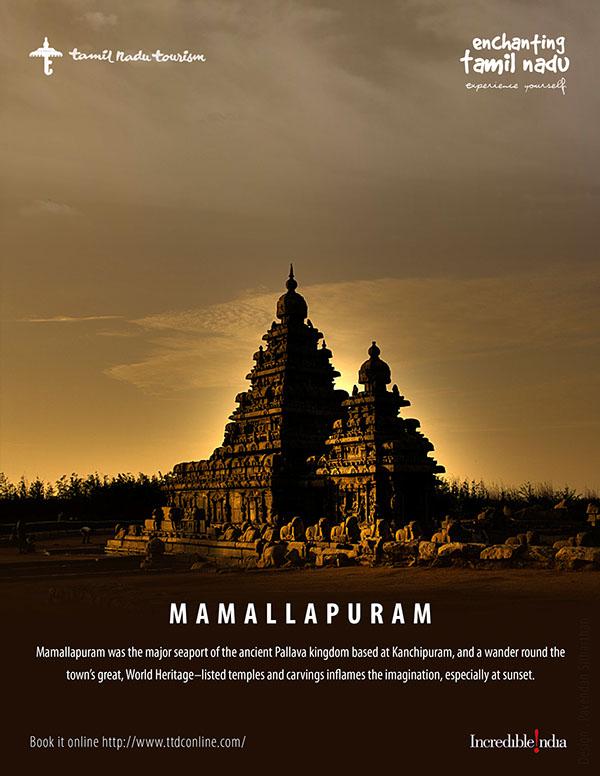 tamil nadu tourism
enchanting
tamil nadu
experience yourself
MAMALLAPURAM
Mamallapuram was the major seaport of the ancient Pallava kingdom based at Kanchipuram, and a wander round the
town's great, World Heritage–listed temples and carvings inflames the imagination, especially at sunset.
Book it online http://www.ttdconline.com/
Incredible!ndia